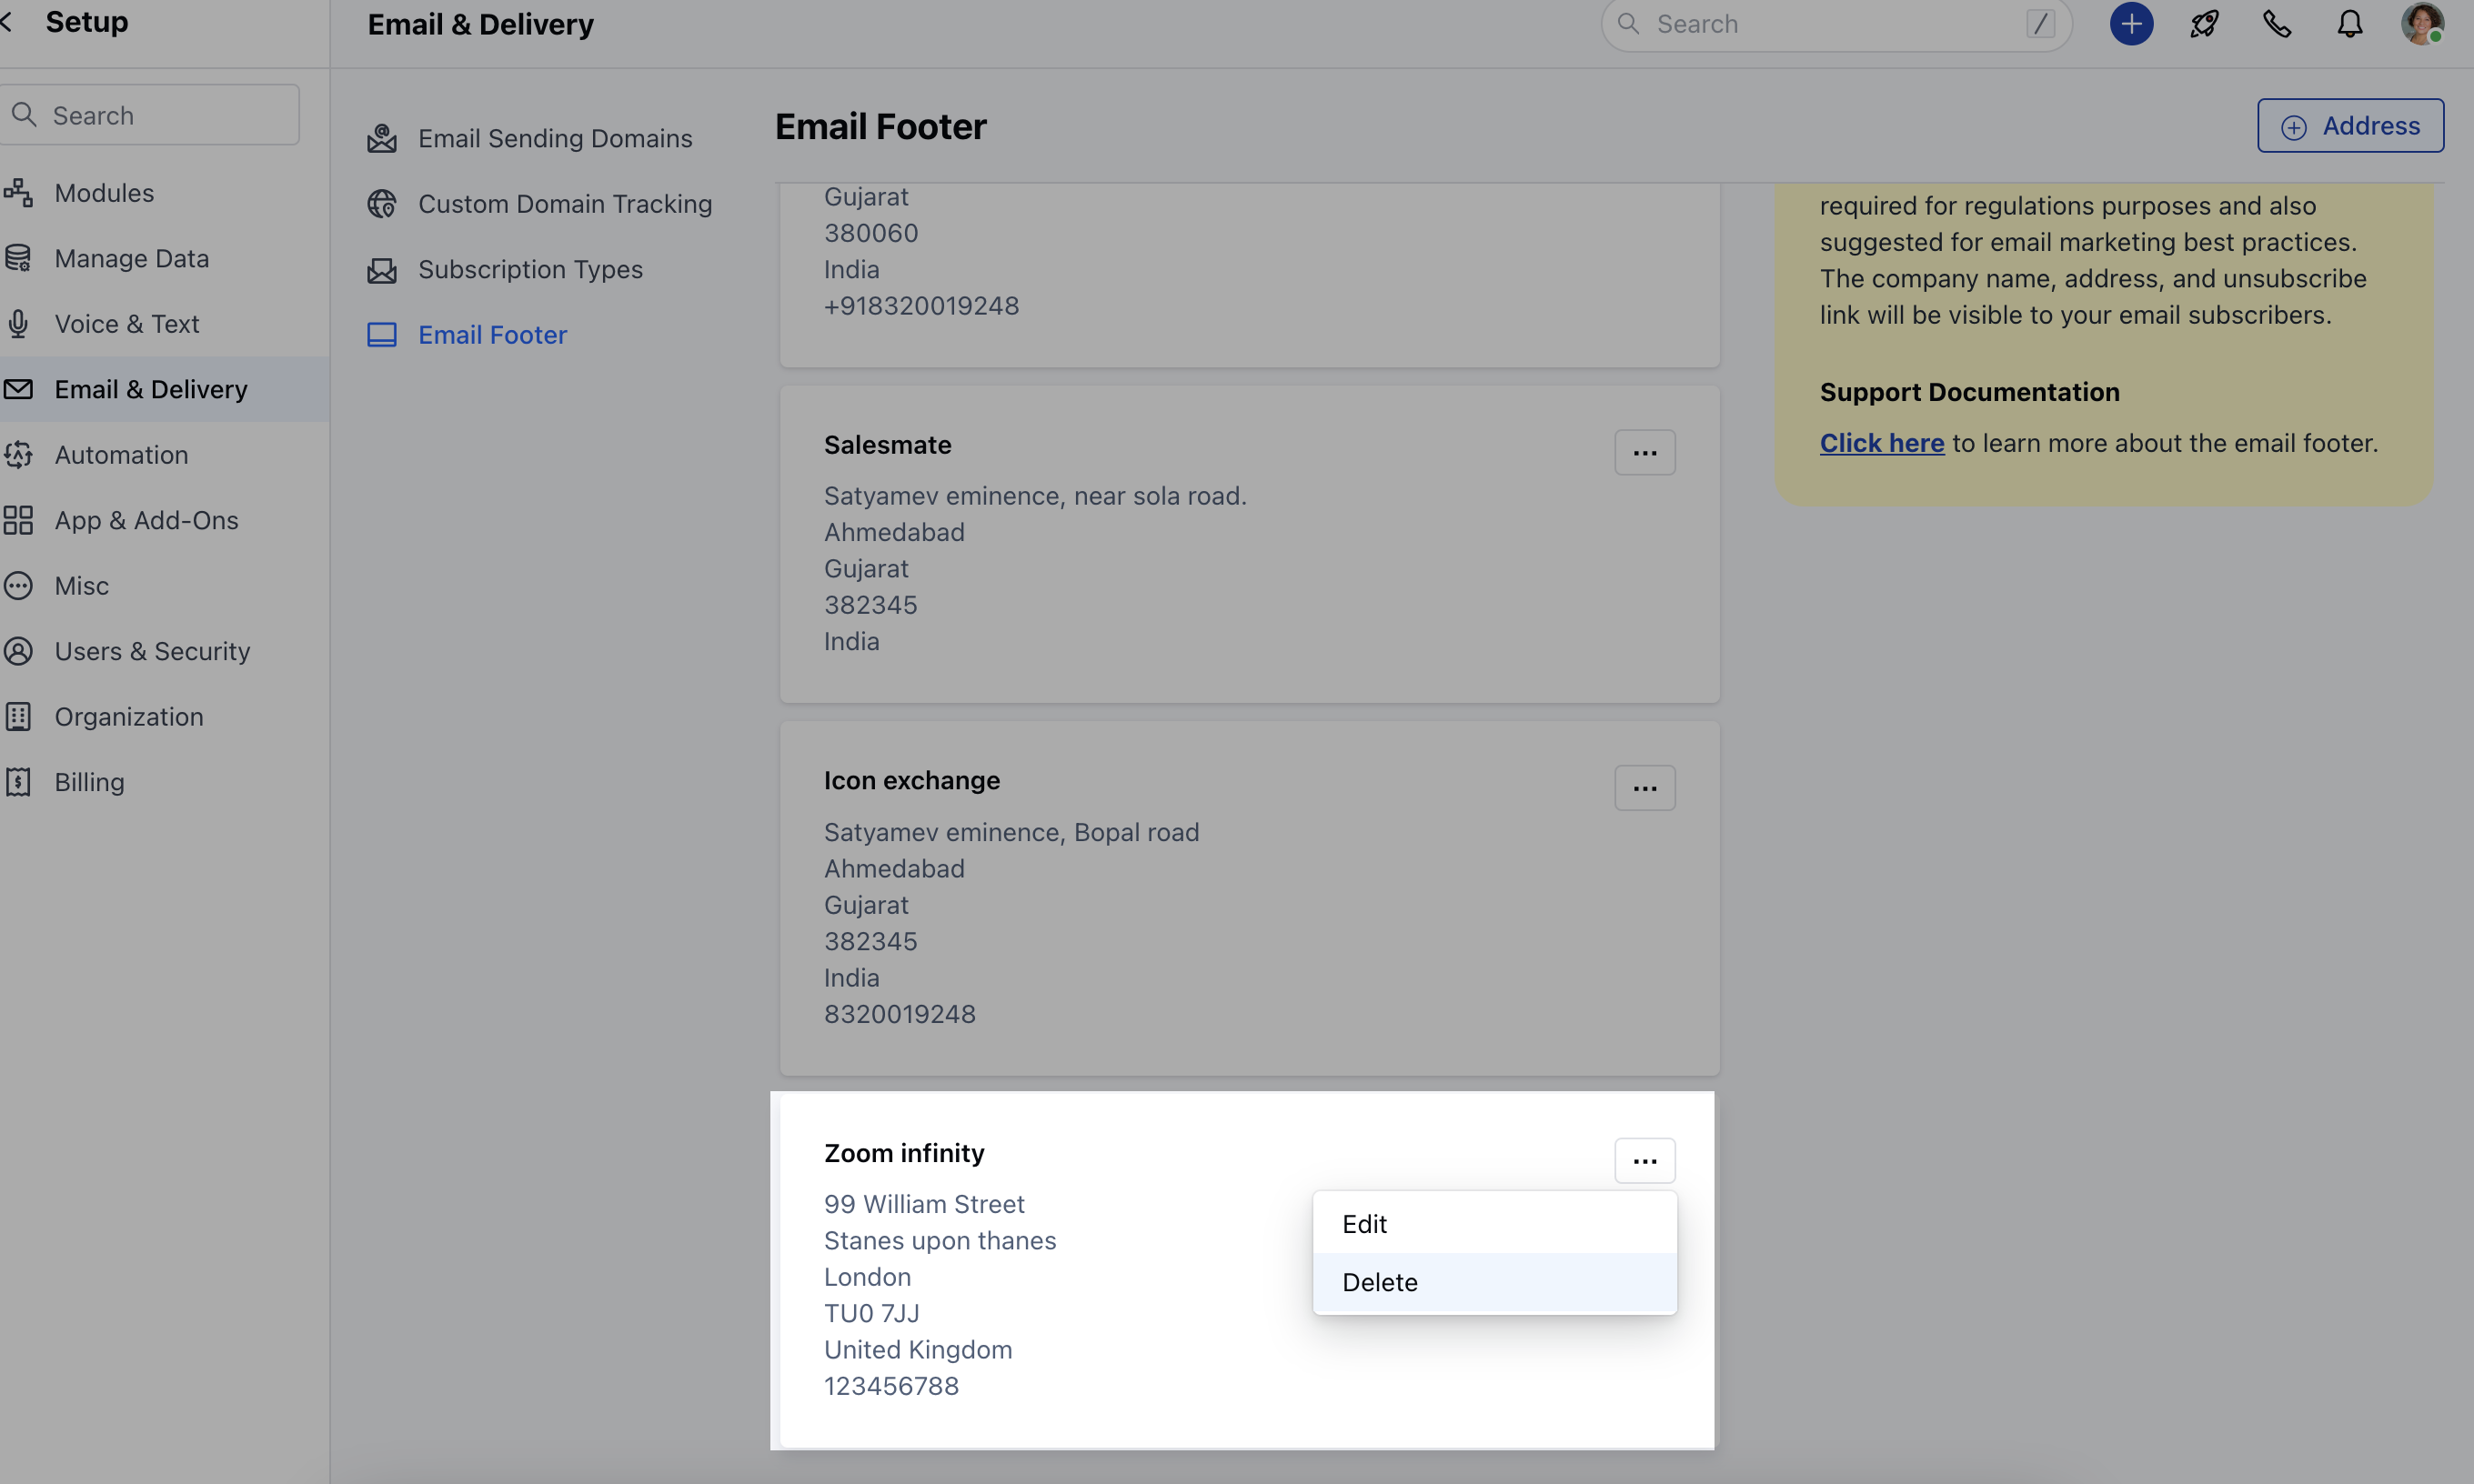 Setup
Search
Modules
Manage Data
Voice & Text
Email & Delivery
Automation
App & Add-Ons
Misc
Users & Security
Organization
Billing
Email & Delivery
Search
/
Email Sending Domains
Custom Domain Tracking
Subscription Types
Email Footer
Email Footer
Address
Gujarat
380060
India
+918320019248
Salesmate
Satyamev eminence, near sola road.
Ahmedabad
Gujarat
382345
India
Icon exchange
Satyamev eminence, Bopal road
Ahmedabad
Gujarat
382345
India
8320019248
Zoom infinity
99 William Street
Stanes upon thanes
London
TU0 7JJ
United Kingdom
123456788
Edit
Delete
required for regulations purposes and also
suggested for email marketing best practices.
The company name, address, and unsubscribe
link will be visible to your email subscribers.
Support Documentation
Click here to learn more about the email footer.